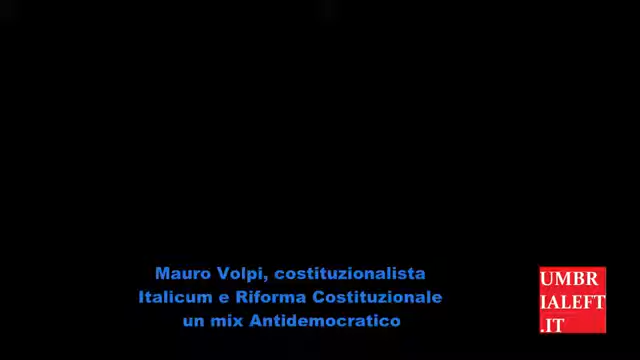 Mauro Volpi, costituzionalista
Italicum e Riforma Costituzionale
un mix Antidemocratico
UMBR
IALEFT
.IT